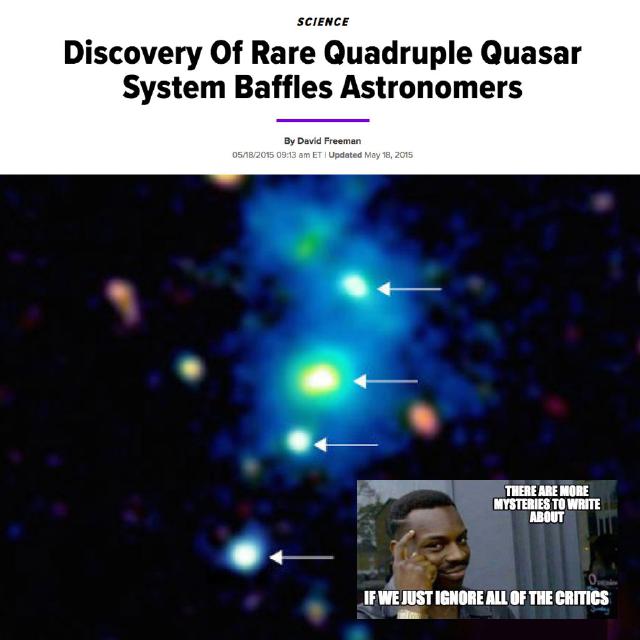 SCIENCE
Discovery Of Rare Quadruple Quasar
System Baffles Astronomers
By David Freeman
05/18/2015 09:13 am ET | Updated May 18, 2015
THERE ARE MORE
MYSTERIES TO WRITE
ABOUT
IF WE JUST IGNORE ALL OF THE CRITICS